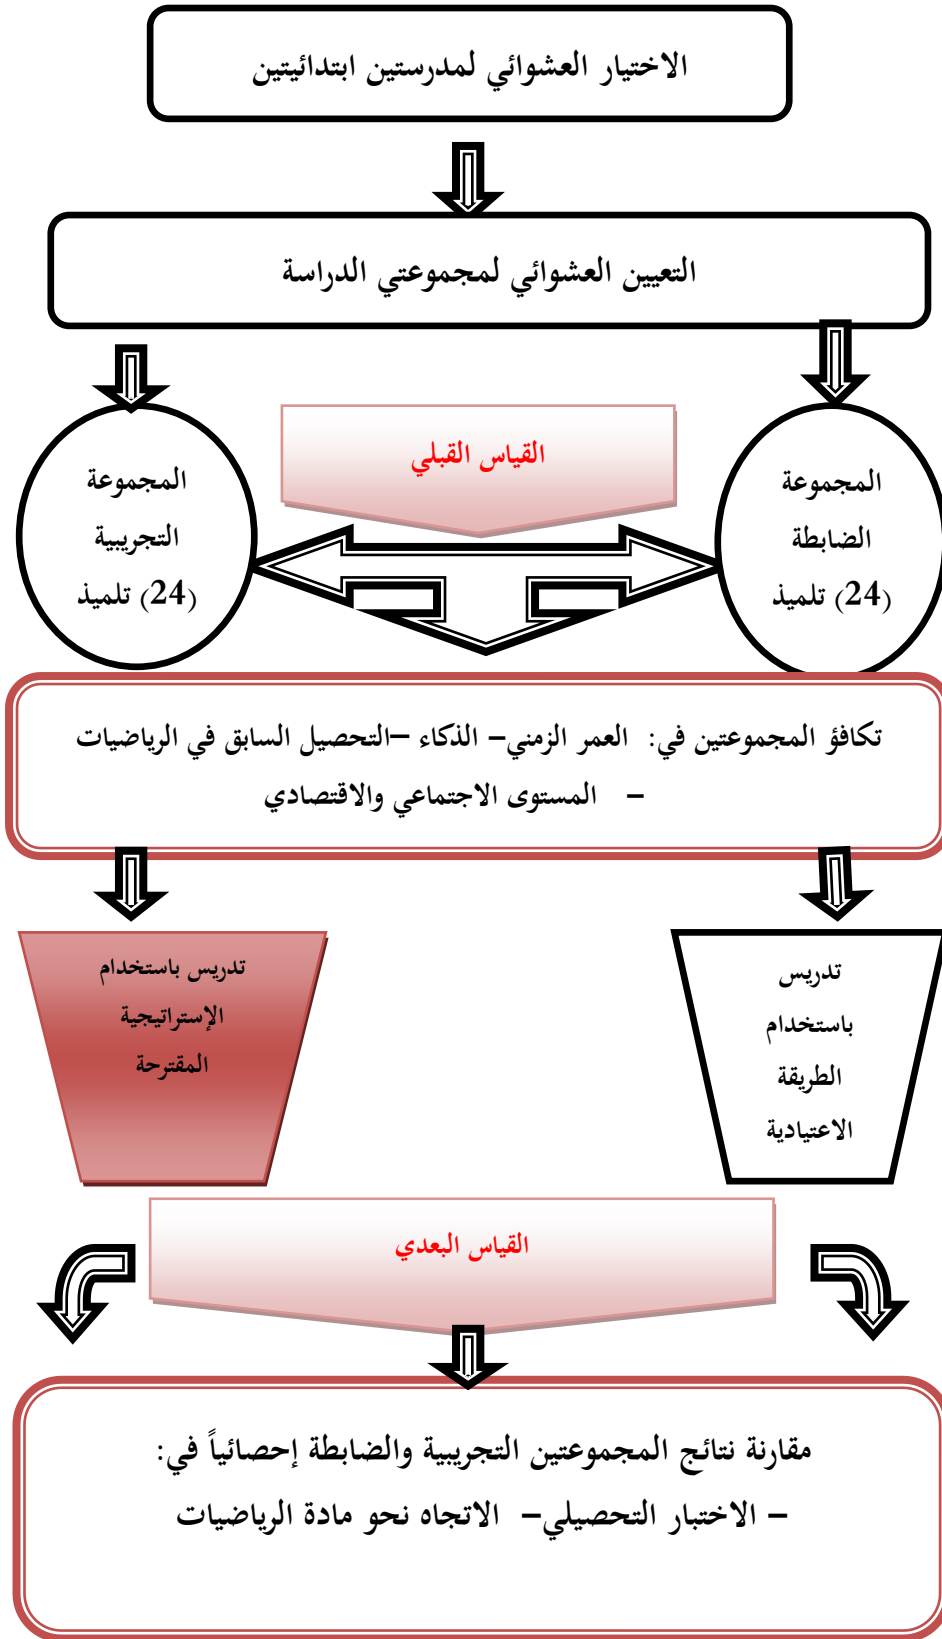 الاختيار العشوائي لمدرستين ابتدائيتين
التعيين العشوائي لمجموعتي الدراسة
المجموعة
الضابطة
(24) تلميذ
القياس القبلي
المجموعة
التجريبية
(24) تلميذ
تكافؤ المجموعتين في: العمر الزمني– الذكاء –التحصيل السابق في الرياضيات
– المستوى الاجتماعي والاقتصادي
تدريس
باستخدام
الطريقة
الاعتيادية
تدريس باستخدام
الإستراتيجية
المقترحة
القياس البعدي
مقارنة نتائج المجموعتين التجريبية والضابطة إحصائياً في:
– الاختبار التحصيلي– الاتجاه نحو مادة الرياضيات